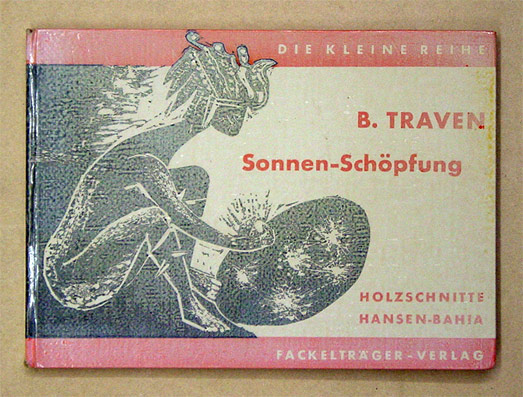 DIE KLEINE REIHE
B. TRAVEN
Sonnen-Schöpfung
HOLZSCHNITTE
HANSEN-BAHIA
FACKELTRÄGER-VERLAG